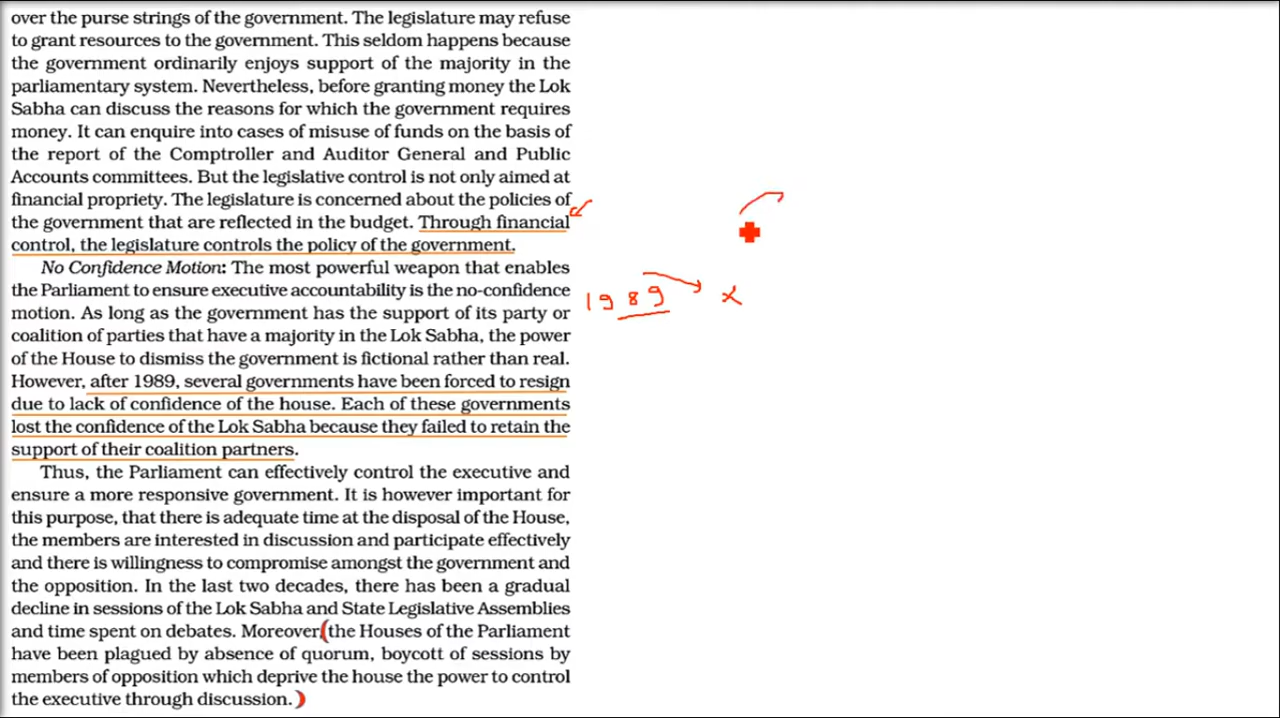 over the purse strings of the government. The legislature may refuse
to grant resources to the government. This seldom happens because
the government ordinarily enjoys support of the majority in the
parliamentary system. Nevertheless, before granting money the Lok
Sabha can discuss the reasons for which the government requires
money. It can enquire into cases of misuse of funds on the basis of
the report of the Comptroller and Auditor General and Public
Accounts committees. But the legislative control is not only aimed at
financial propriety. The legislature is concerned about the policies of
the government that are reflected in the budget. Through financial
control, the legislature controls the policy of the government.
No Confidence Motion: The most powerful weapon that enables
the Parliament to ensure executive accountability is the no-confidence
motion. As long as the government has the support of its party or
1989 x
coalition of parties that have a majority in the Lok Sabha, the power
of the House to dismiss the government is fictional rather than real.
However, after 1989, several governments have been forced to resign
due to lack of confidence of the house. Each of these governments
lost the confidence of the Lok Sabha because they failed to retain the
support of their coalition partners.
Thus, the Parliament can effectively control the executive and
ensure a more responsive government. It is however important for
this purpose, that there is adequate time at the disposal of the House,
the members are interested in discussion and participate effectively
and there is willingness to compromise amongst the government and
the opposition. In the last two decades, there has been a gradual
decline in sessions of the Lok Sabha and State Legislative Assemblies
and time spent on debates. Moreover, (the Houses of the Parliament
have been plagued by absence of quorum, boycott of sessions by
members of opposition which deprive the house the power to control
the executive through discussion.)